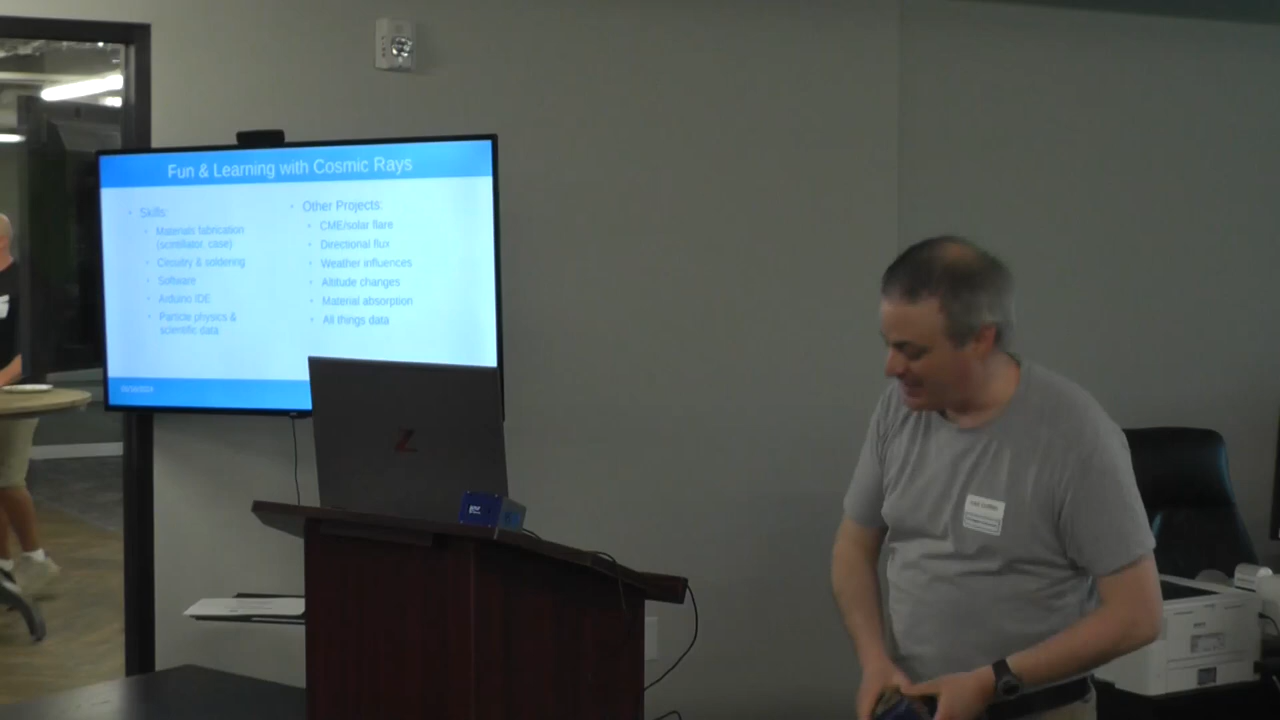 Fun & Learning with Cosmic Rays
• Skills:
• Materials fabrication
(scintillator, case)
• Circuitry & soldering
• Software
• Arduino IDE
• Particle physics &
scientific data
• Other Projects:
• CME/solar flare
• Directional flux
• Weather influences
• Altitude changes
• Material absorption
• All things data
Z